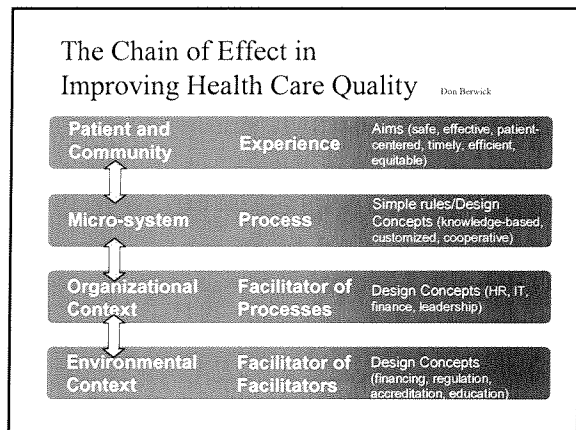 The Chain of Effect in
Improving Health Care Quality Don Berwick
Patient and
Community
Experience
Aims (safe, effective, patient-
centered, timely, efficient,
equitable)
Micro-system
Process
Simple rules/Design
Concepts (knowledge-based,
customized, cooperative)
Organizational
Context
Facilitator of
Processes
Design Concepts (HR, IT,
finance, leadership)
Environmental
Context
Facilitator of
Facilitators
Design Concepts
(financing, regulation,
accreditation, education)